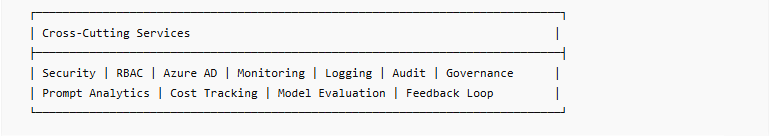 Cross-Cutting Services
Security | RBAC | Azure AD | Monitoring | Logging | Audit | Governance
Prompt Analytics | Cost Tracking | Model Evaluation | Feedback Loop